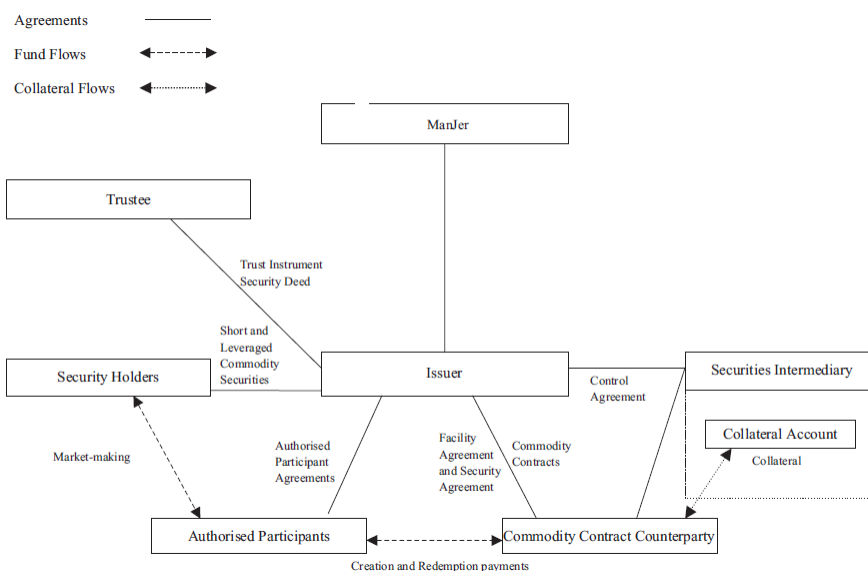 Agreements
Fund Flows
Collateral Flows
ManJer
Trustee
Trust Instrument
Security Deed
Short and
Leveraged
Commodity
Securities
Security Holders
Issuer
Securities Intermediary
Control
Agreement
Collateral Account
Collateral
Market-making
Authorised
Participant
Agreements
Facility
Agreement
and Security
Agreement
Commodity
Contracts
Authorised Participants
Commodity Contract Counterparty
Creation and Redemption payments